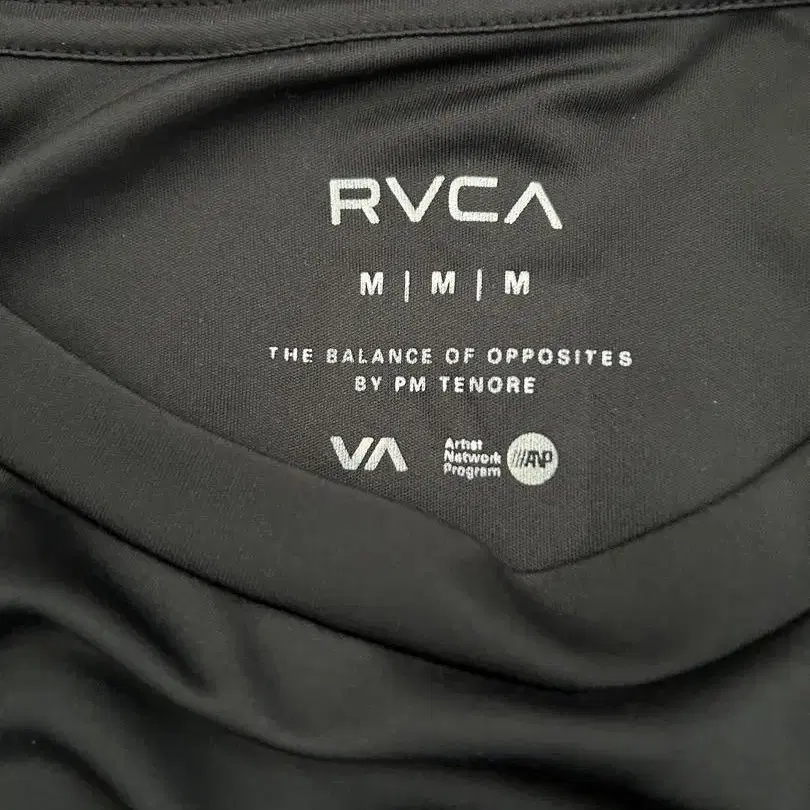 RVCA
M | M | M
THE BALANCE OF OPPOSITES
BY PM TENORE
VA
Artist
Network
Program
///ANP